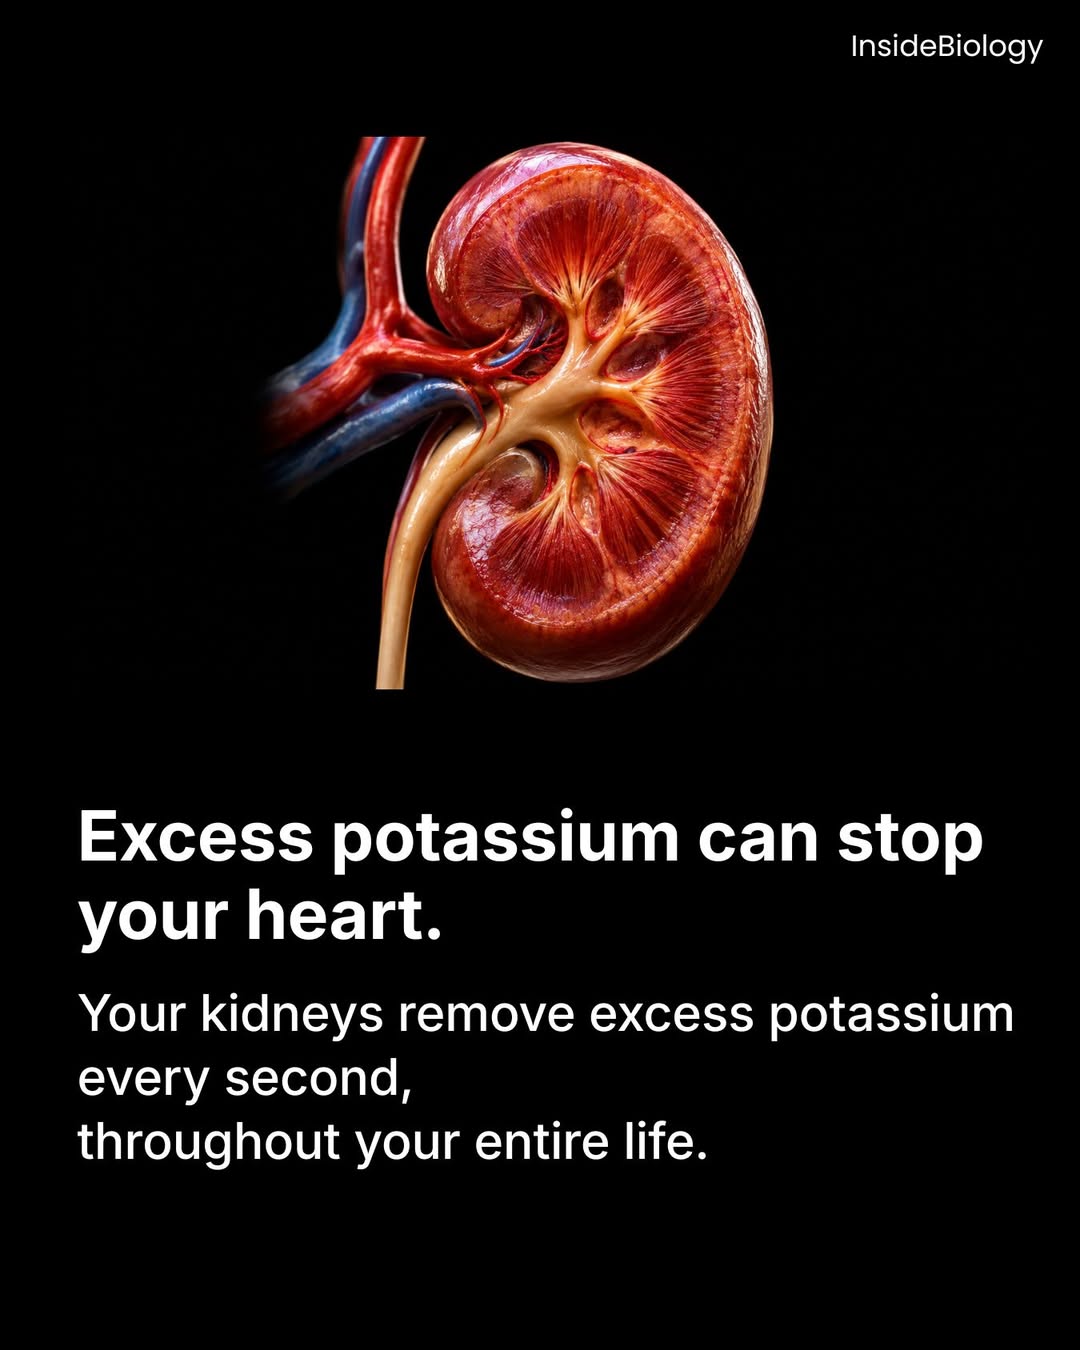 InsideBiology
Excess potassium can stop
your heart.
Your kidneys remove excess potassium
every second,
throughout your entire life.